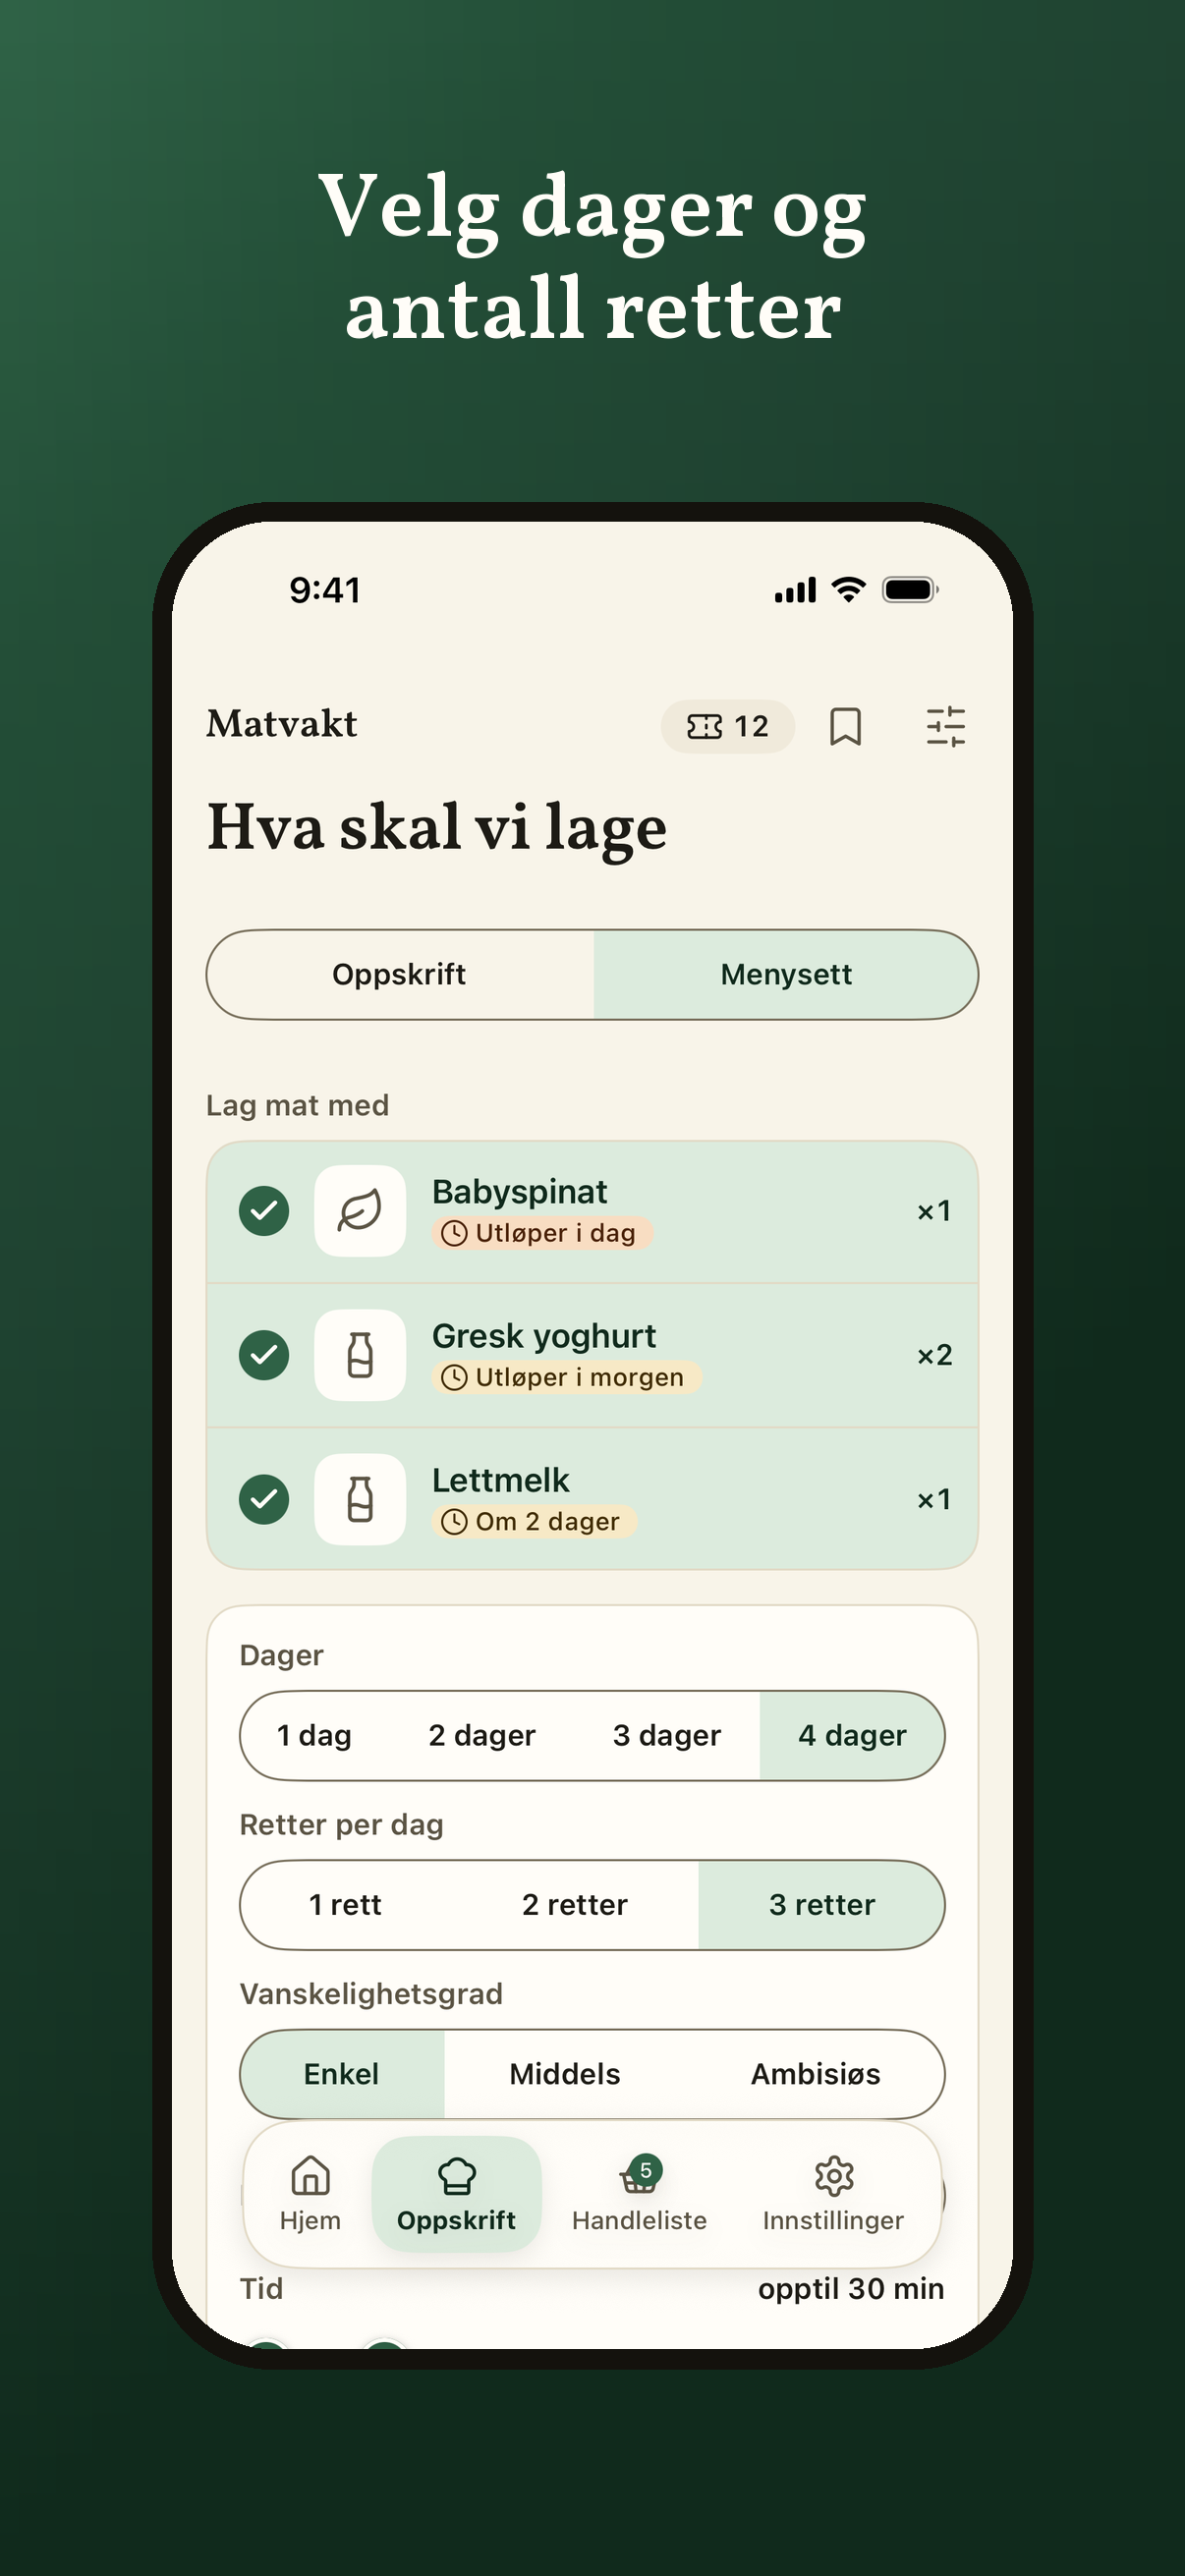 Velg dager og
antall retter
9:41
Matvakt
12
Hva skal vi lage
Oppskrift
Menysett
Lag mat med
Babyspinat
Utløper i dag
×1
Gresk yoghurt
Utløper i morgen
×2
Lettmelk
Om 2 dager
×1
Dager
1 dag
2 dager
3 dager
4 dager
Retter per dag
1 rett
2 retter
3 retter
Vanskelighetsgrad
Enkel
Middels
Ambisiøs
5
Hjem
Oppskrift
Handleliste
Innstillinger
Tid
opptil 30 min